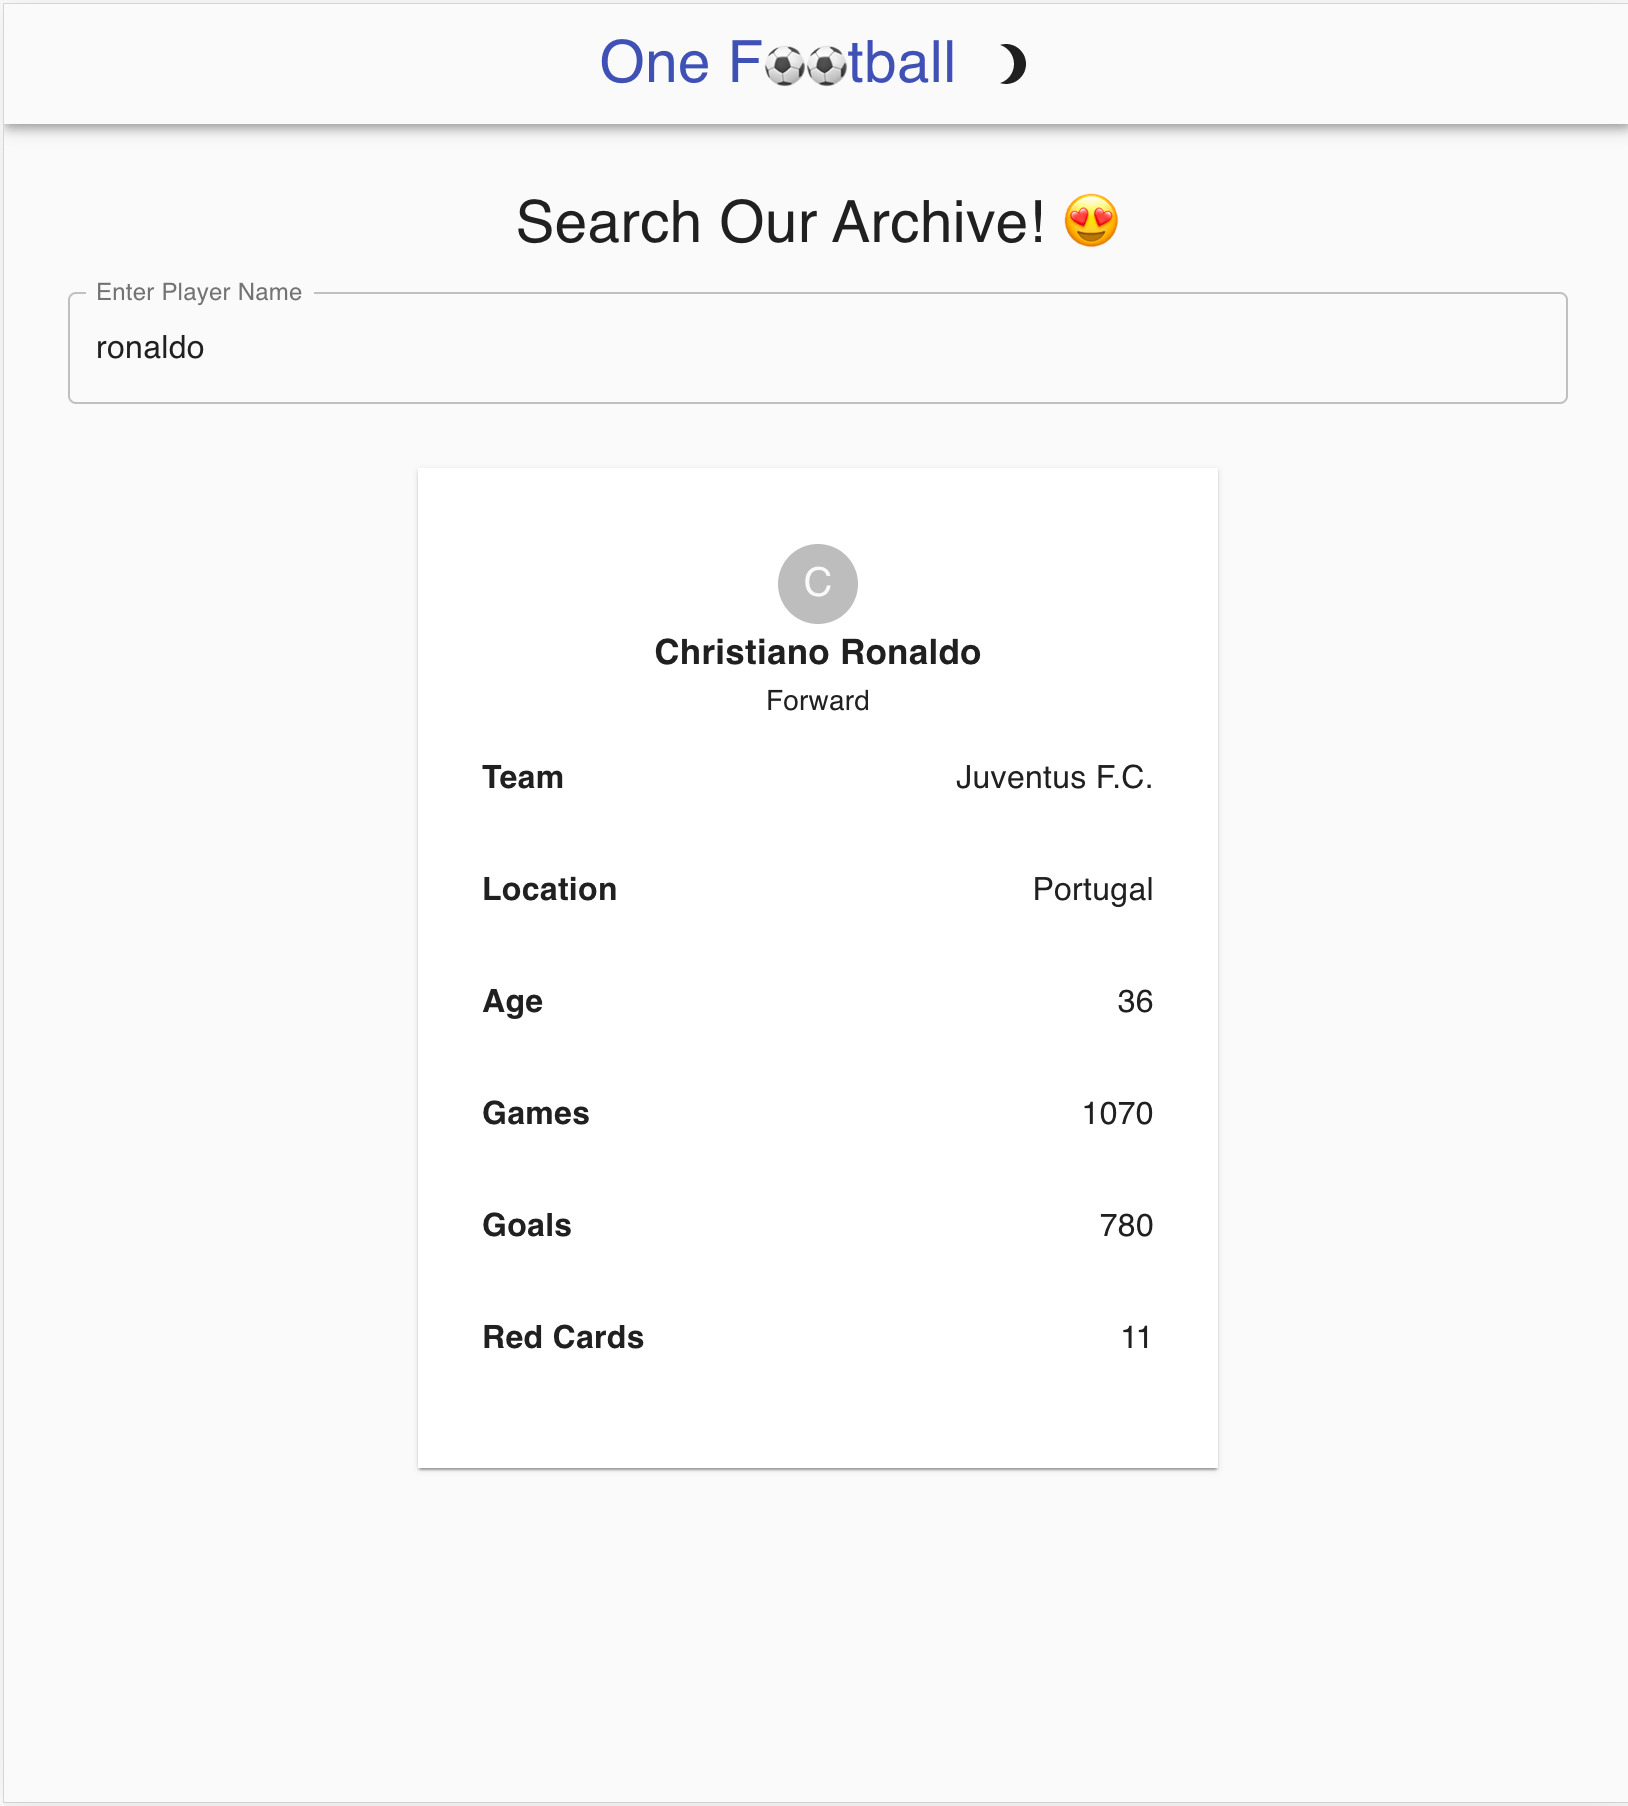 One F⚽⚽tball
Search Our Archive! 😍
Enter Player Name
ronaldo
C
Christiano Ronaldo
Forward
Team Juventus F.C.
Location Portugal
Age 36
Games 1070
Goals 780
Red Cards 11